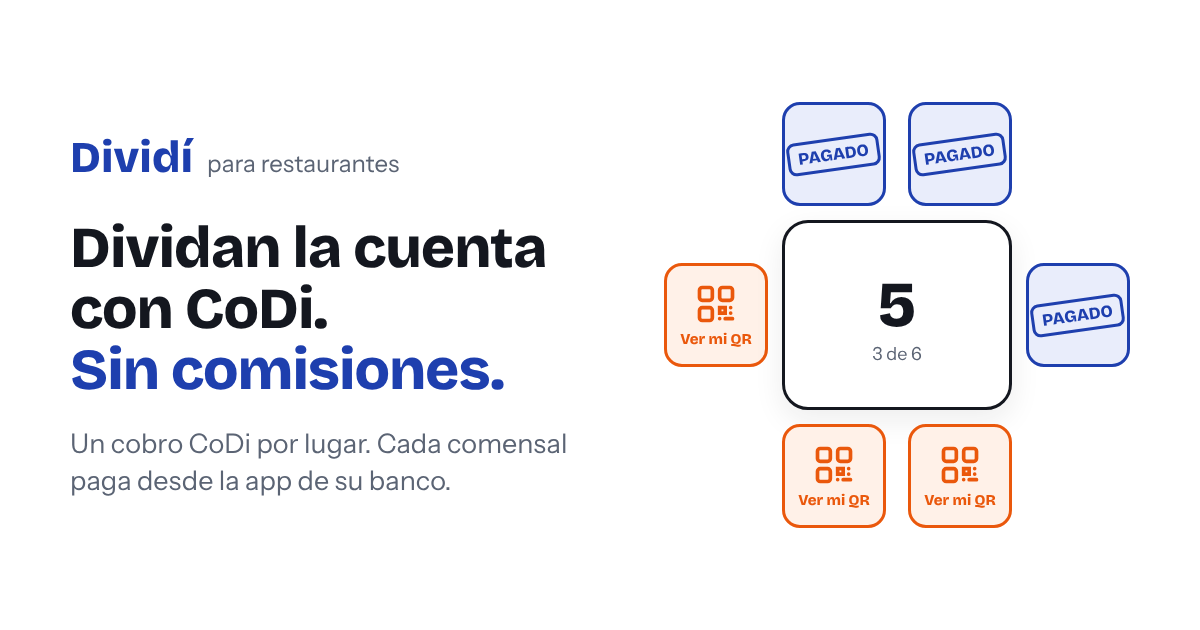 Dividí para restaurantes
Dividan la cuenta
con CoDi.
Sin comisiones.
Un cobro CoDi por lugar. Cada comensal
paga desde la app de su banco.
PAGADO
PAGADO
Ver mi QR
5
3 de 6
PAGADO
Ver mi QR
Ver mi QR